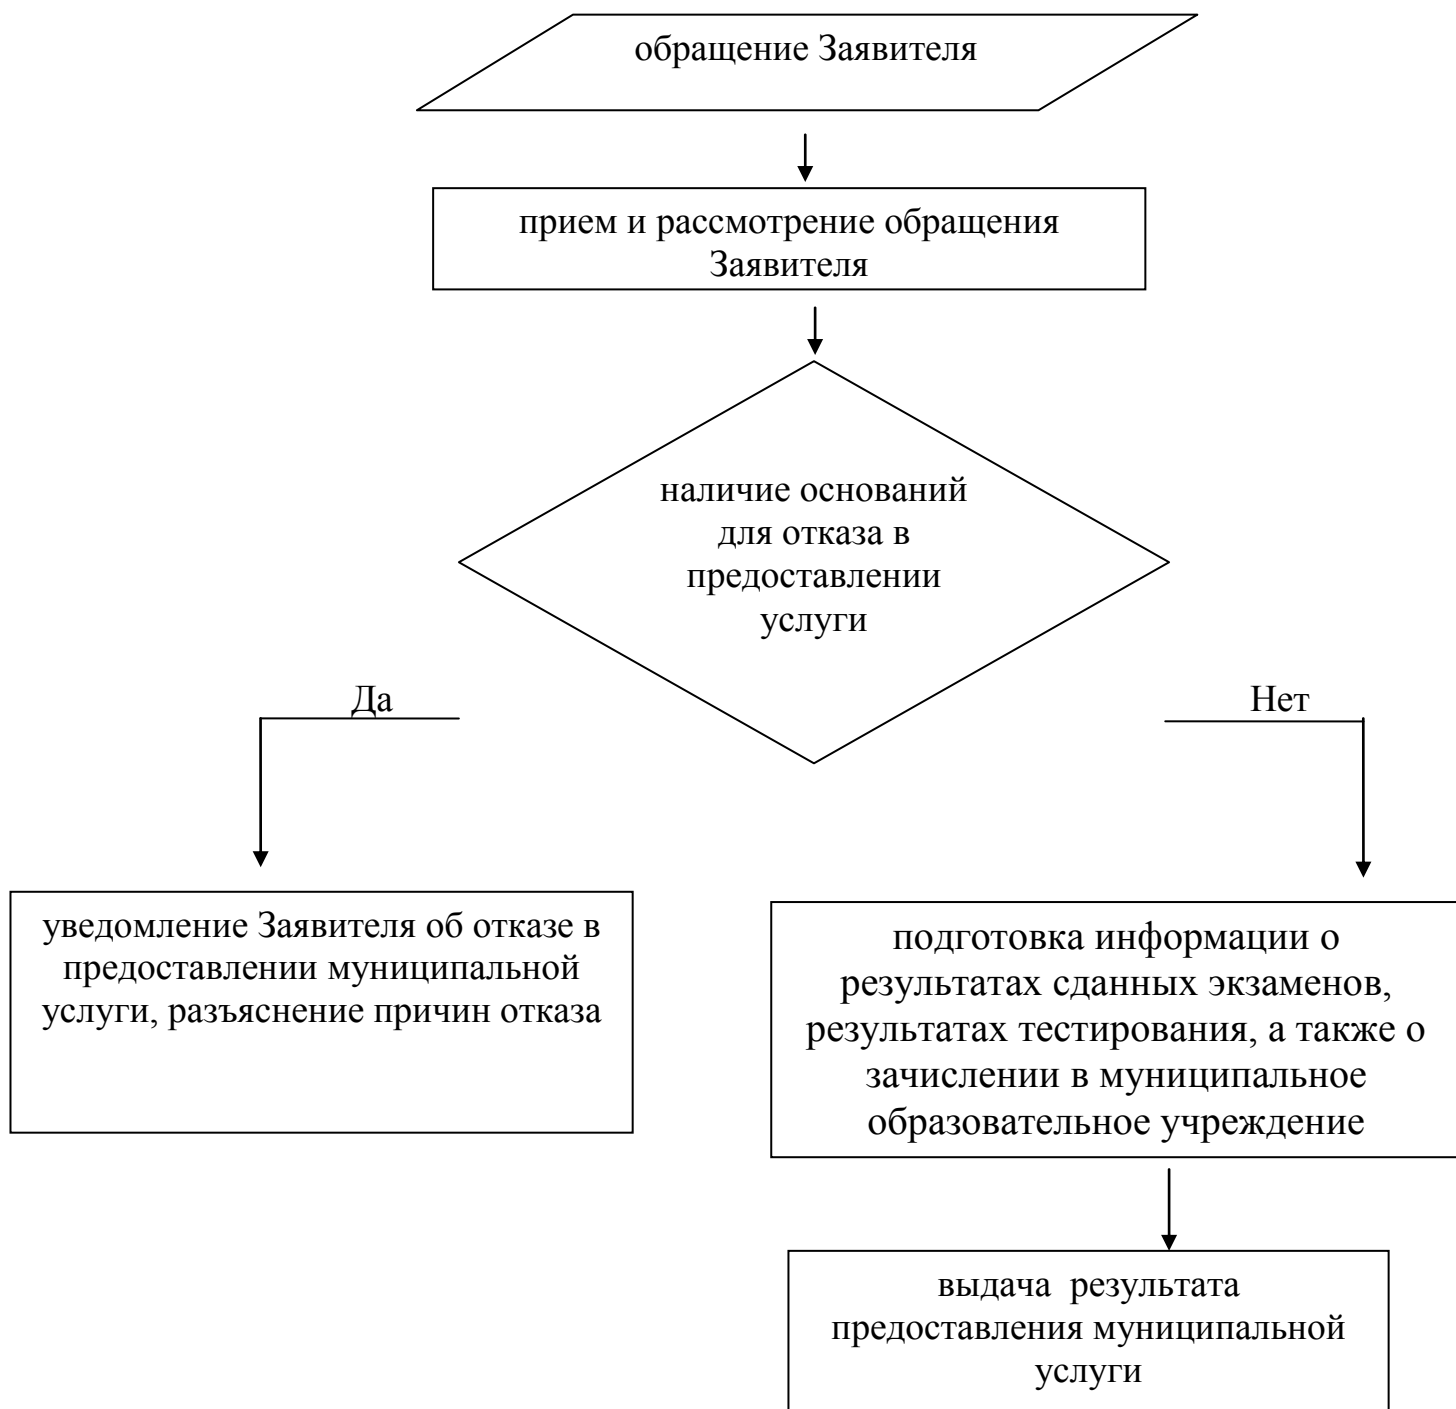 обращение Заявителя
прием и рассмотрение обращения
Заявителя
наличие оснований
для отказа в
предоставлении
услуги
Да
Нет
уведомление Заявителя об отказе в
предоставлении муниципальной
услуги, разъяснение причин отказа
подготовка информации о
результатах сданных экзаменов,
результатах тестирования, а также о
зачислении в муниципальное
образовательное учреждение
выдача  результата
предоставления муниципальной
услуги